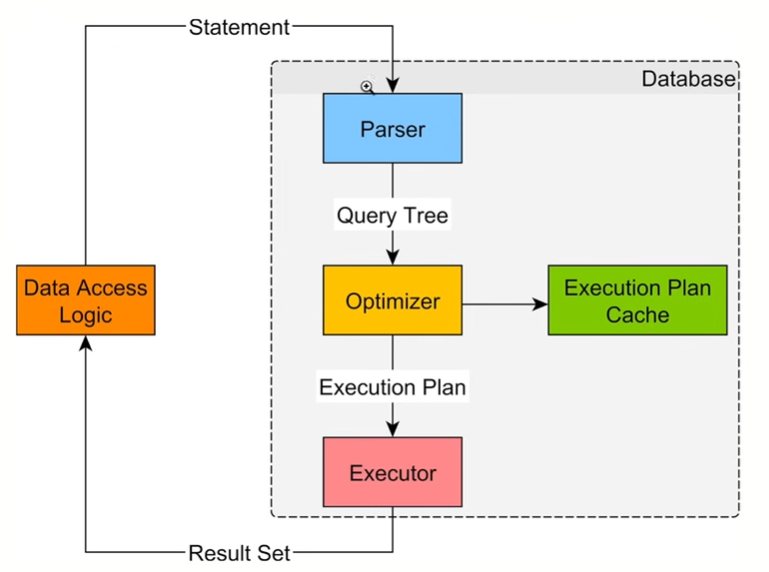 Statement
Database
Parser
Query Tree
Data Access
Logic
Optimizer
Execution Plan
Cache
Execution Plan
Executor
Result Set